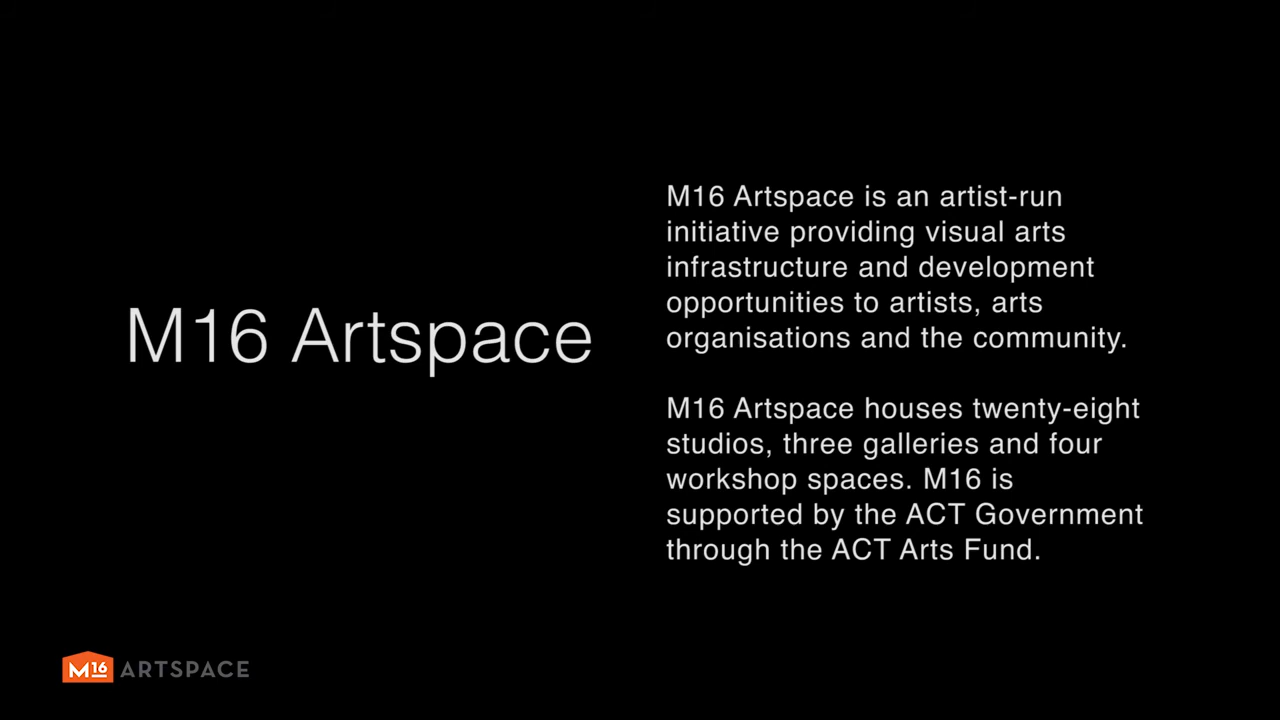 M16 Artspace
M16 Artspace is an artist-run
initiative providing visual arts
infrastructure and development
opportunities to artists, arts
organisations and the community.
M16 Artspace houses twenty-eight
studios, three galleries and four
workshop spaces. M16 is
supported by the ACT Government
through the ACT Arts Fund.
M16 ARTSPACE